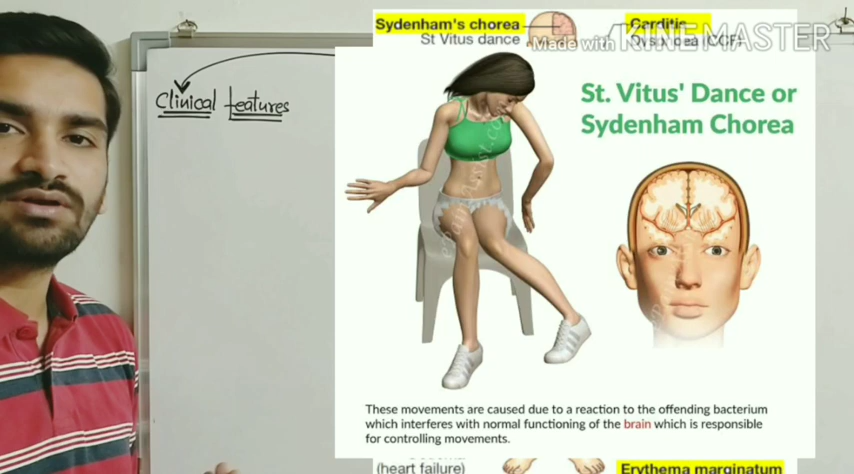 Sydenham's chorea
St Vitus dance
Carditis
Made with KINEMASTER
Clinical features
St. Vitus' Dance or
Sydenham Chorea
These movements are caused due to a reaction to the offending bacterium
which interferes with normal functioning of the brain which is responsible
for controlling movements.
(heart failure)
Erythema marginatum